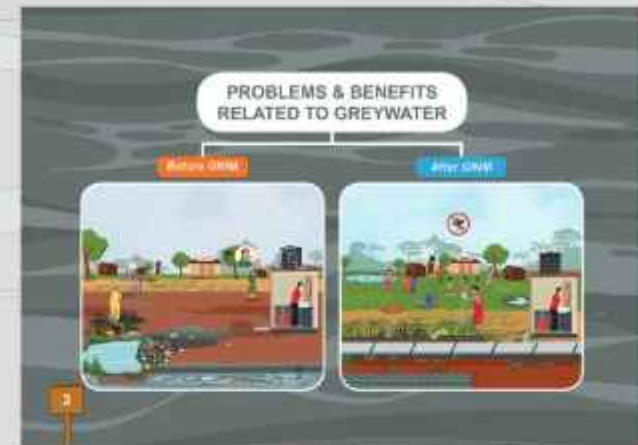 PROBLEMS & BENEFITS
RELATED TO GREYWATER
Before GWM
After GWM
3